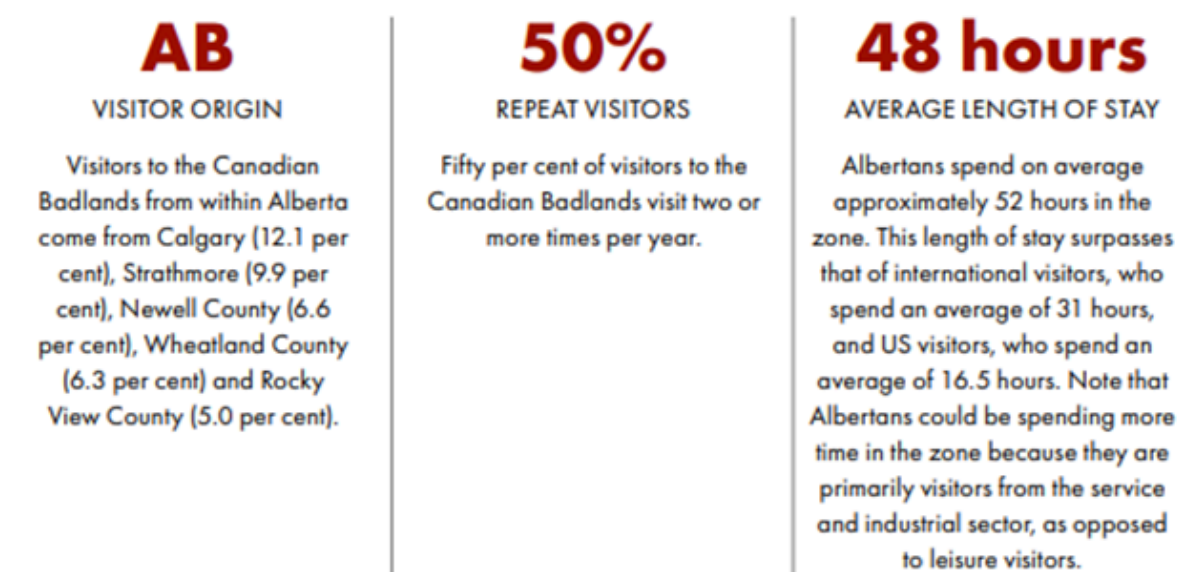 AB
VISITOR ORIGIN
Visitors to the Canadian
Badlands from within Alberta
come from Calgary (12.1 per
cent), Strathmore (9.9 per
cent), Newell County (6.6
per cent), Wheatland County
(6.3 per cent) and Rocky
View County (5.0 per cent).
50%
REPEAT VISITORS
Fifty per cent of visitors to the
Canadian Badlands visit two or
more times per year.
48 hours
AVERAGE LENGTH OF STAY
Albertans spend on average
approximately 52 hours in the
zone. This length of stay surpasses
that of international visitors, who
spend an average of 31 hours,
and US visitors, who spend an
average of 16.5 hours. Note that
Albertans could be spending more
time in the zone because they are
primarily visitors from the service
and industrial sector, as opposed
to leisure visitors.